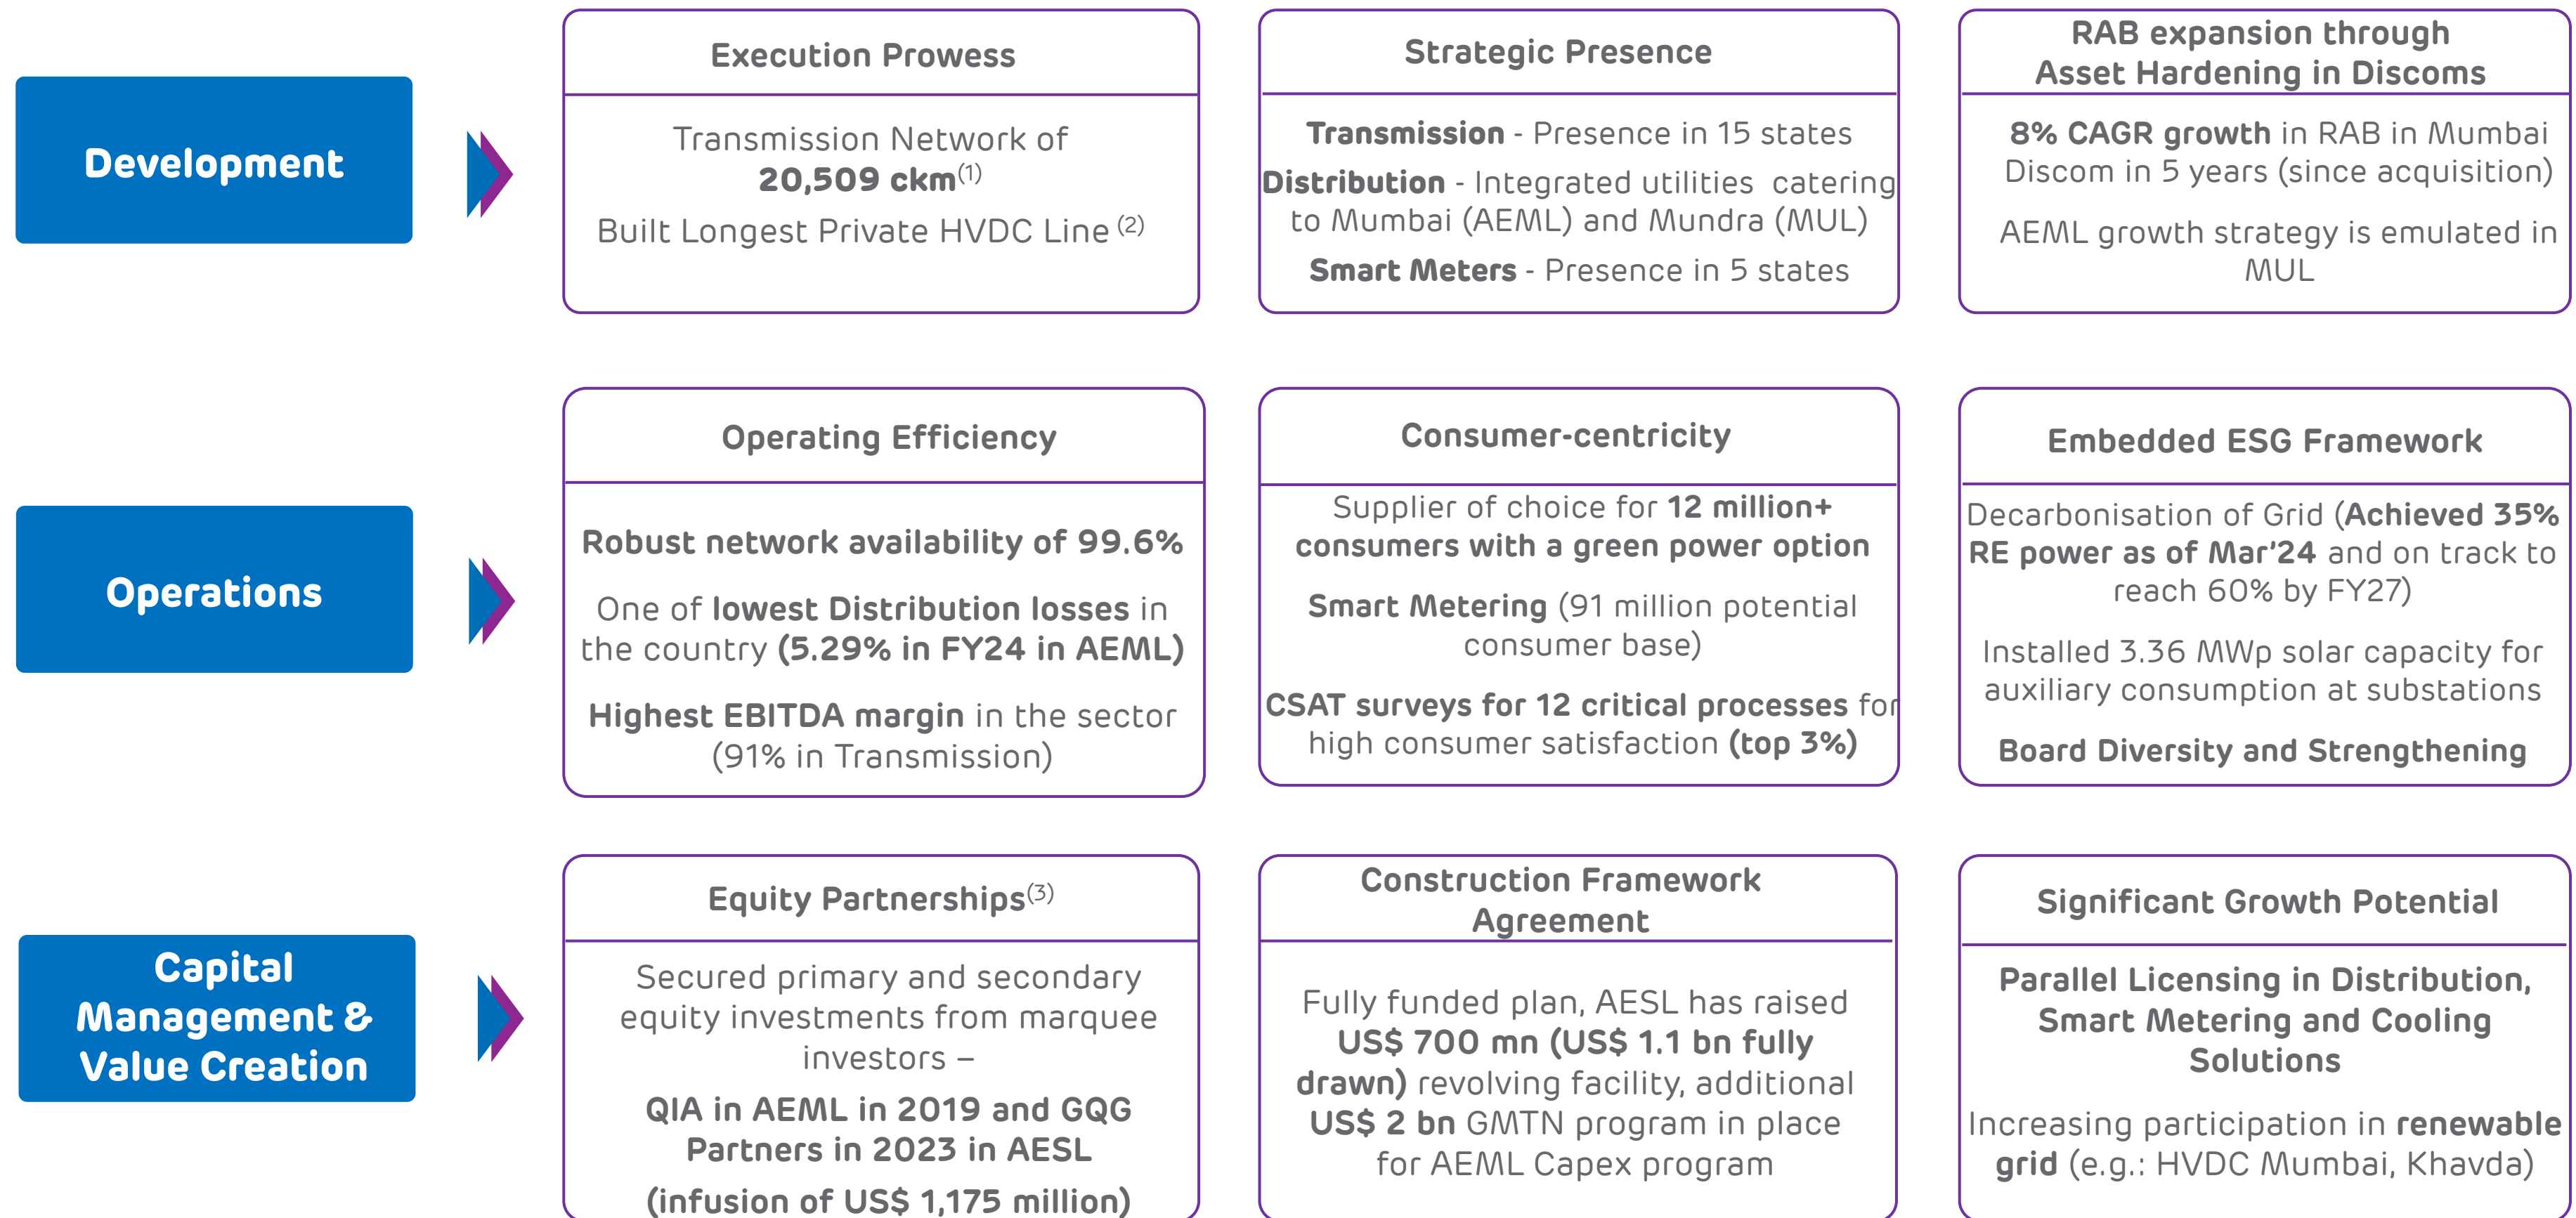 Development
Execution Prowess
Transmission Network of
20,509 ckm(1)
Built Longest Private HVDC Line (2)
Strategic Presence
Transmission - Presence in 15 states
Distribution - Integrated utilities catering
to Mumbai (AEML) and Mundra (MUL)
Smart Meters - Presence in 5 states
RAB expansion through
Asset Hardening in Discoms
8% CAGR growth in RAB in Mumbai
Discom in 5 years (since acquisition)
AEML growth strategy is emulated in
MUL
Operations
Operating Efficiency
Robust network availability of 99.6%
One of lowest Distribution losses in
the country (5.29% in FY24 in AEML)
Highest EBITDA margin in the sector
(91% in Transmission)
Consumer-centricity
Supplier of choice for 12 million+
consumers with a green power option
Smart Metering (91 million potential
consumer base)
CSAT surveys for 12 critical processes for
high consumer satisfaction (top 3%)
Embedded ESG Framework
Decarbonisation of Grid (Achieved 35%
RE power as of Mar'24 and on track to
reach 60% by FY27)
Installed 3.36 MWp solar capacity for
auxiliary consumption at substations
Board Diversity and Strengthening
Capital
Management &
Value Creation
Equity Partnerships(3)
Secured primary and secondary
equity investments from marquee
investors –
QIA in AEML in 2019 and GQG
Partners in 2023 in AESL
(infusion of US$ 1,175 million)
Construction Framework
Agreement
Fully funded plan, AESL has raised
US$ 700 mn (US$ 1.1 bn fully
drawn) revolving facility, additional
US$ 2 bn GMTN program in place
for AEML Capex program
Significant Growth Potential
Parallel Licensing in Distribution,
Smart Metering and Cooling
Solutions
Increasing participation in renewable
grid (e.g.: HVDC Mumbai, Khavda)